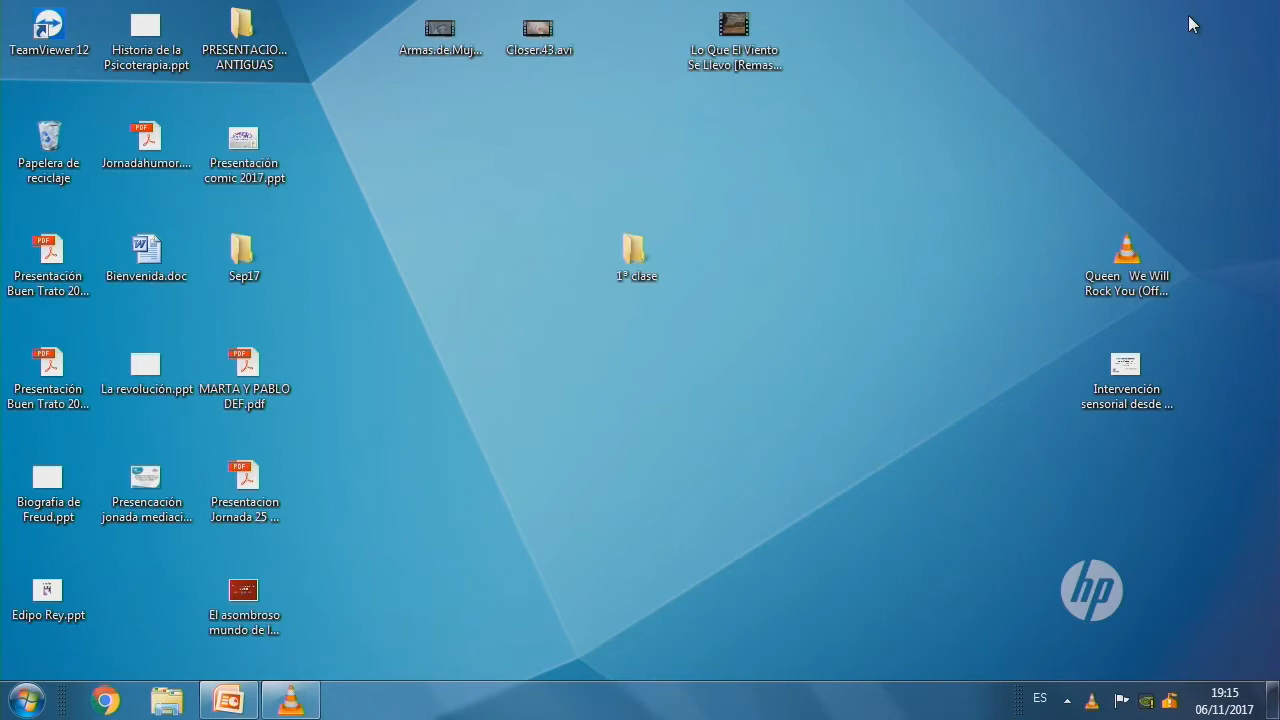 TeamViewer 12
Historia de la
Psicoterapia.ppt
PRESENTACIO...
ANTIGUAS
Armas.de.Muj...
Closer.43.avi
Lo Que El Viento
Se Llevo [Remas...
Papelera de
reciclaje
Jornadahumor....
Presentación
comic 2017.ppt
Presentación
Buen Trato 20...
Bienvenida.doc
Sep17
1ª clase
Queen We Will
Rock You (Off...
Presentación
Buen Trato 20...
La revolución.ppt
MARTA Y PABLO
DEF.pdf
Intervención
sensorial desde ...
Biografia de
Freud.ppt
Presencación
jonada mediaci...
Presentacion
Jornada 25 ...
Edipo Rey.ppt
El asombroso
mundo de l...
hp
ES
19:15
06/11/2017